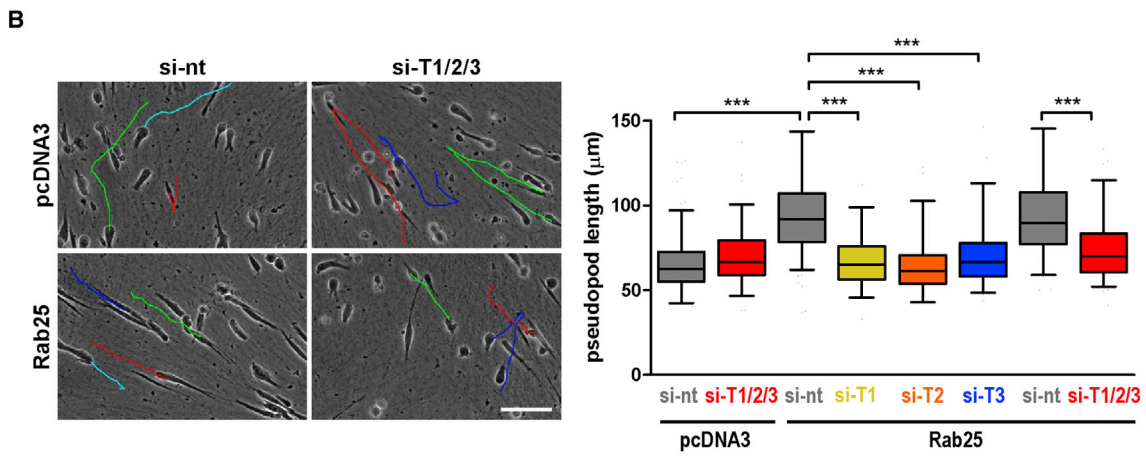 B
si-nt si-T1/2/3
pcDNA3
Rab25
*** *** *** *** ***
pseudopod length (μm)
150
100
50
0
si-nt si-T1/2/3 si-nt si-T1 si-T2 si-T3 si-nt si-T1/2/3
pcDNA3 Rab25